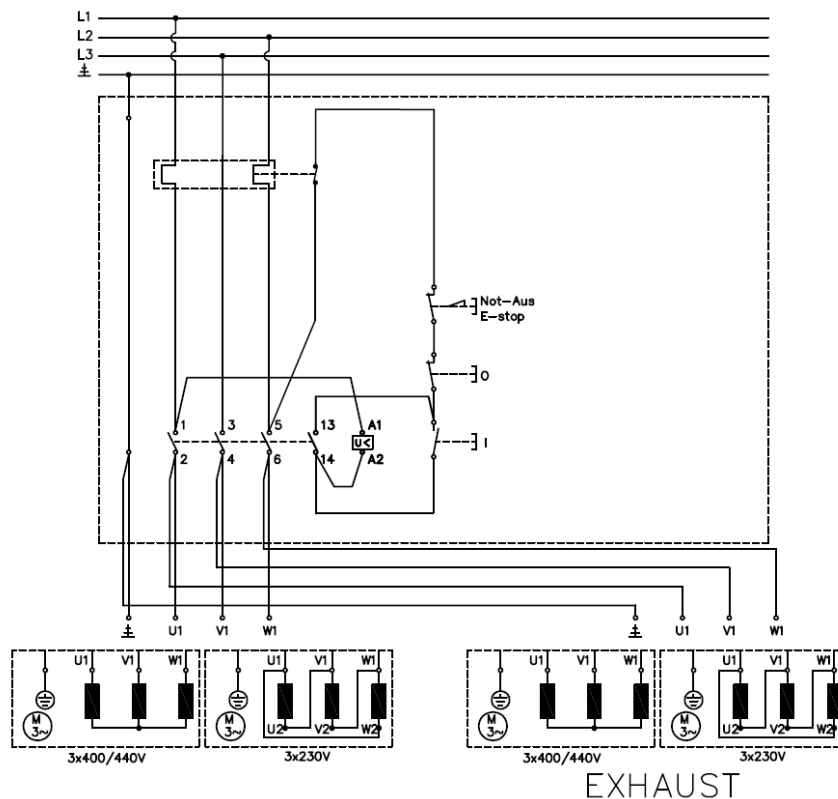 L1
L2
L3
Not-Aus
E-stop
O
1 3 5 13 A1
U< I
2 4 6 14 A2
U1 V1 W1 U1 V1 W1
U1 V1 W1 U1 V1 W1 U1 V1 W1 U1 V1 W1
M
3~
M
3~
U2 V2 W2
M
3~
M
3~
U2 V2 W2
3x400/440V 3x230V 3x400/440V 3x230V
EXHAUST